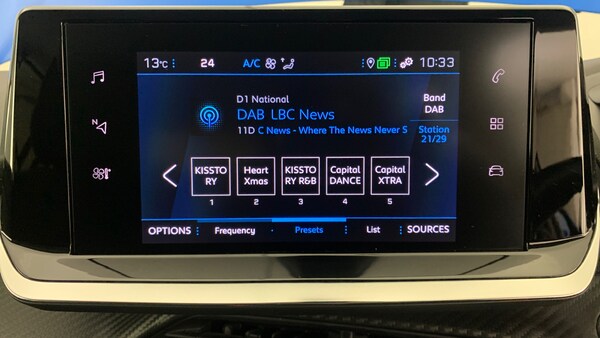 13°C 24 A/C 10:33
D1 National
DAB LBC News
11D C News - Where The News Never S
Band
DAB
Station
21/29
N
KISSTO
RY
1
Heart
Xmas
2
KISSTO
RY R&B
3
Capital
DANCE
4
Capital
XTRA
5
OPTIONS Frequency Presets List SOURCES